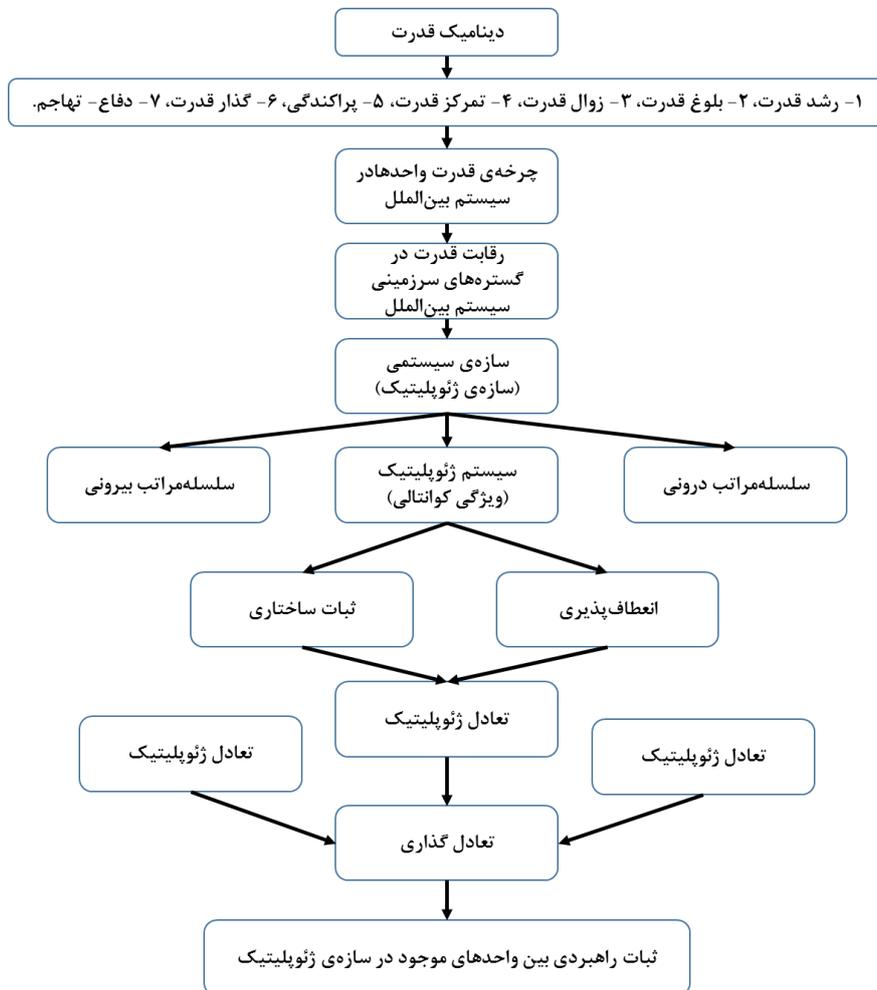 دینامیک قدرت
۱- رشد قدرت، ۲- بلوغ قدرت، ۳- زوال قدرت، ۴- تمرکز قدرت، ۵- پراکندگی، ۶- گذار قدرت، ۷- دفاع- تهاجم.
چرخه‌ی قدرت واحدهادر
سیستم بین‌الملل
رقابت قدرت در
گستره‌های سرزمینی
سیستم بین‌الملل
سازه‌ی سیستمی
(سازه‌ی ژئوپلیتیک)
سلسله‌مراتب درونی
سیستم ژئوپلیتیک
(ویژگی کوانتالی)
سلسله‌مراتب بیرونی
انعطاف‌پذیری
ثبات ساختاری
تعادل ژئوپلیتیک
تعادل ژئوپلیتیک
تعادل ژئوپلیتیک
تعادل گذاری
ثبات راهبردی بین واحدهای موجود در سازه‌ی ژئوپلیتیک